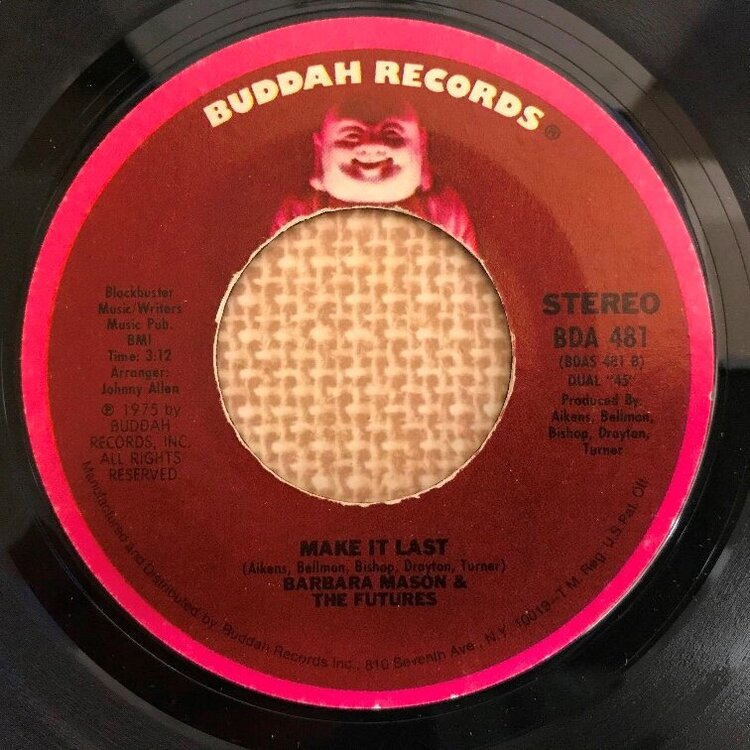 BUDDAH RECORDS®
Blockbuster
Music/Writers
Music Pub.
BMI
Time: 3:12
Arranger:
Johnny Allen
℗ 1975 by
BUDDAH
RECORDS, INC.
ALL RIGHTS
RESERVED.
STEREO
BDA 481
(BDAS 481 B)
DUAL "45"
Produced By:
Aikens, Bellmon,
Bishop, Drayton,
Turner
MAKE IT LAST
(Aikens, Bellmon, Bishop, Drayton, Turner)
BARBARA MASON &
THE FUTURES
Manufactured And Distributed by Buddah Records Inc., 810 Seventh Ave., N.Y. 10019-T.M. Reg. U.S. Pat. Off.